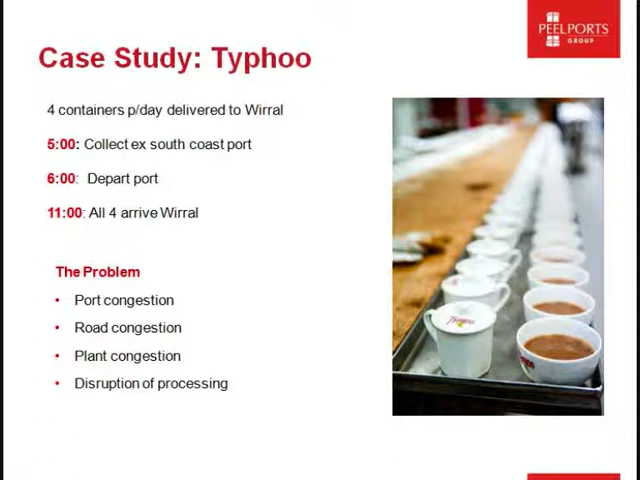 PEEL PORTS
GROUP
Case Study: Typhoo
4 containers p/day delivered to Wirral
5:00: Collect ex south coast port
6:00: Depart port
11:00: All 4 arrive Wirral
The Problem
• Port congestion
• Road congestion
• Plant congestion
• Disruption of processing